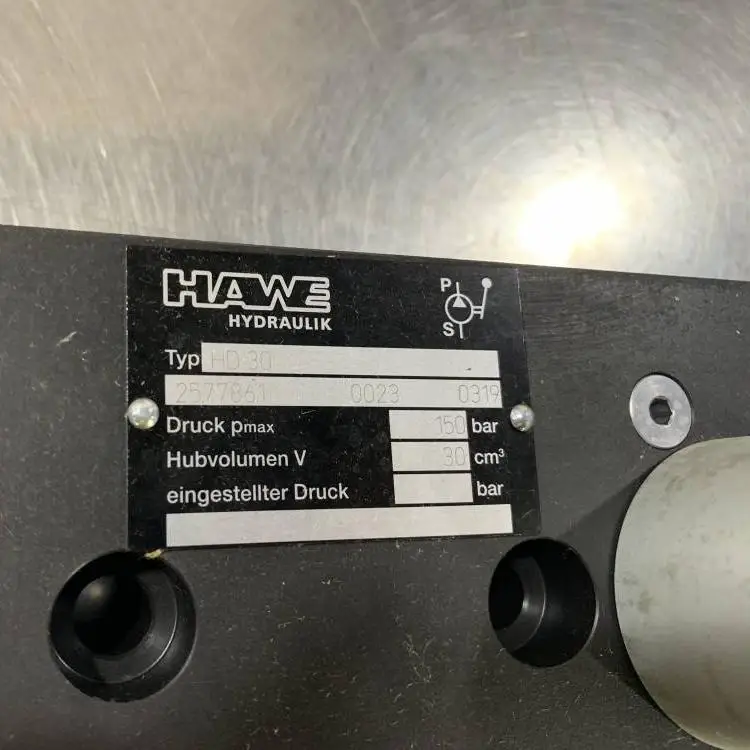 HAWE
HYDRAULIK
P
S
Typ HD 30
2577861 0023 0319
Druck pmax 150 bar
Hubvolumen V 30 cm³
eingestellter Druck bar